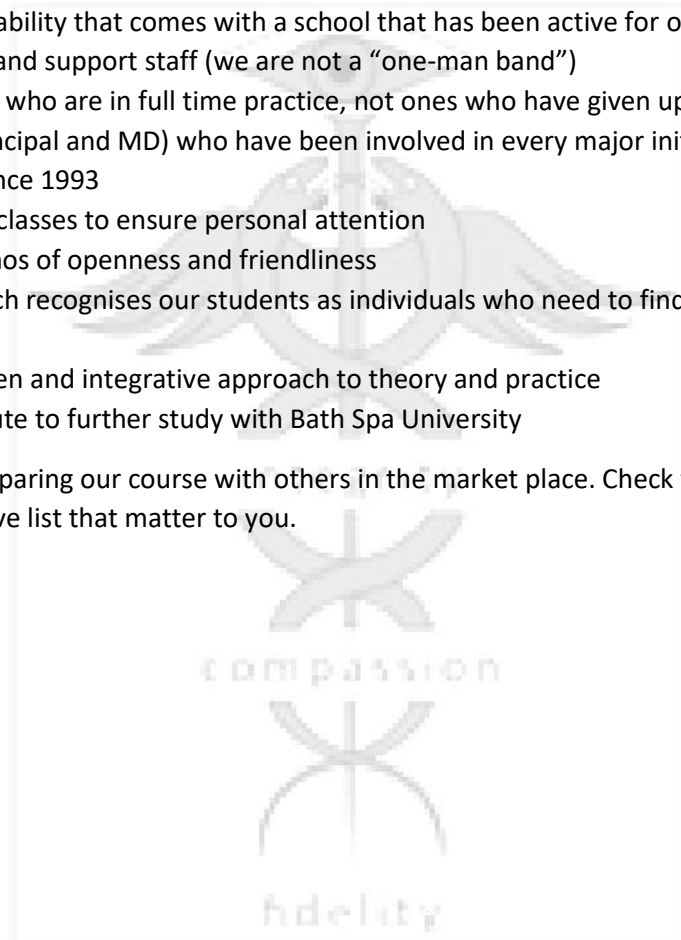 ability that comes with a school that has been active for o
and support staff (we are not a “one-man band”)
who are in full time practice, not ones who have given up
ncipal and MD) who have been involved in every major init
nce 1993
classes to ensure personal attention
nos of openness and friendliness
ch recognises our students as individuals who need to find
en and integrative approach to theory and practice
ute to further study with Bath Spa University
paring our course with others in the market place. Check
ve list that matter to you.
compassion
fidelity